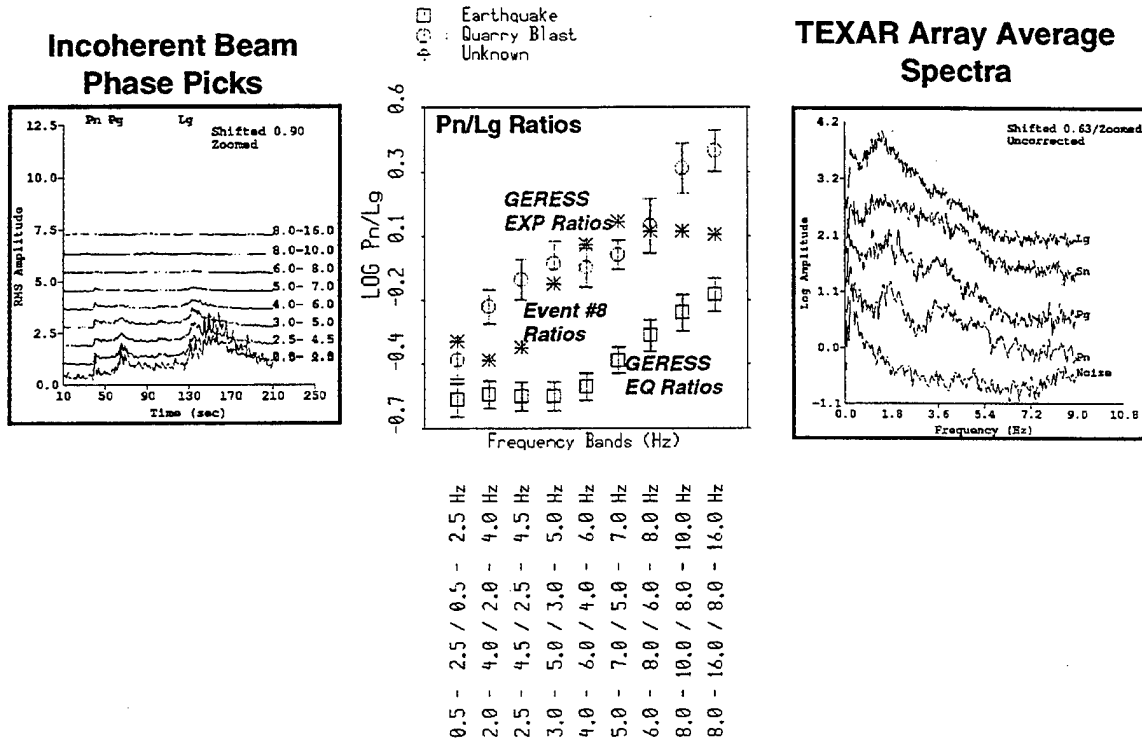 Incoherent Beam
Phase Picks
12.5
10.0
7.5
5.0
2.5
0.0
RMS Amplitude
Pn Pg Lg
Shifted 0.90
Zoomed
8.0-16.0
8.0-10.0
6.0- 8.0
5.0- 7.0
4.0- 6.0
3.0- 5.0
2.5- 4.5
10 50 90 130 170 210 250
Time (sec)
Earthquake
Quarry Blast
Unknown
0.6
0.3
0.1
-0.2
-0.4
-0.7
LOG Pn/Lg
Pn/Lg Ratios
GERESS
EXP Ratios
Event #8
Ratios
GERESS
EQ Ratios
Frequency Bands (Hz)
0.5 - 2.5 / 0.5 - 2.5 Hz
2.0 - 4.0 / 2.0 - 4.0 Hz
2.5 - 4.5 / 2.5 - 4.5 Hz
3.0 - 5.0 / 3.0 - 5.0 Hz
4.0 - 6.0 / 4.0 - 6.0 Hz
5.0 - 7.0 / 5.0 - 7.0 Hz
6.0 - 8.0 / 6.0 - 8.0 Hz
8.0 - 10.0 / 8.0 - 10.0 Hz
8.0 - 16.0 / 8.0 - 16.0 Hz
TEXAR Array Average
Spectra
4.2
3.2
2.1
1.1
0.0
-1.1
Log Amplitude
Shifted 0.63/Zoomed
Uncorrected
Lg
Sn
Pg
Pn
Noise
0.0 1.8 3.6 5.4 7.2 9.0 10.8
Frequency (Hz)